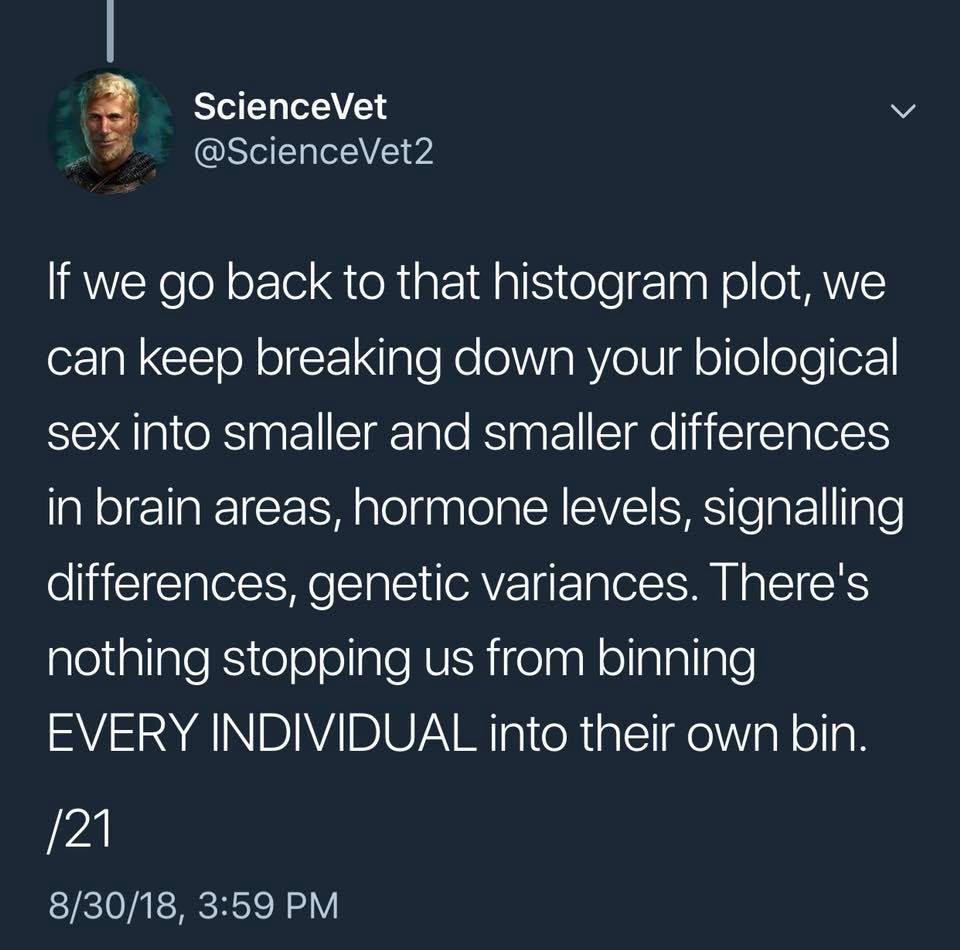 ScienceVet
@ScienceVet2
If we go back to that histogram plot, we
can keep breaking down your biological
sex into smaller and smaller differences
in brain areas, hormone levels, signalling
differences, genetic variances. There's
nothing stopping us from binning
EVERY INDIVIDUAL into their own bin.
/21
8/30/18, 3:59 PM